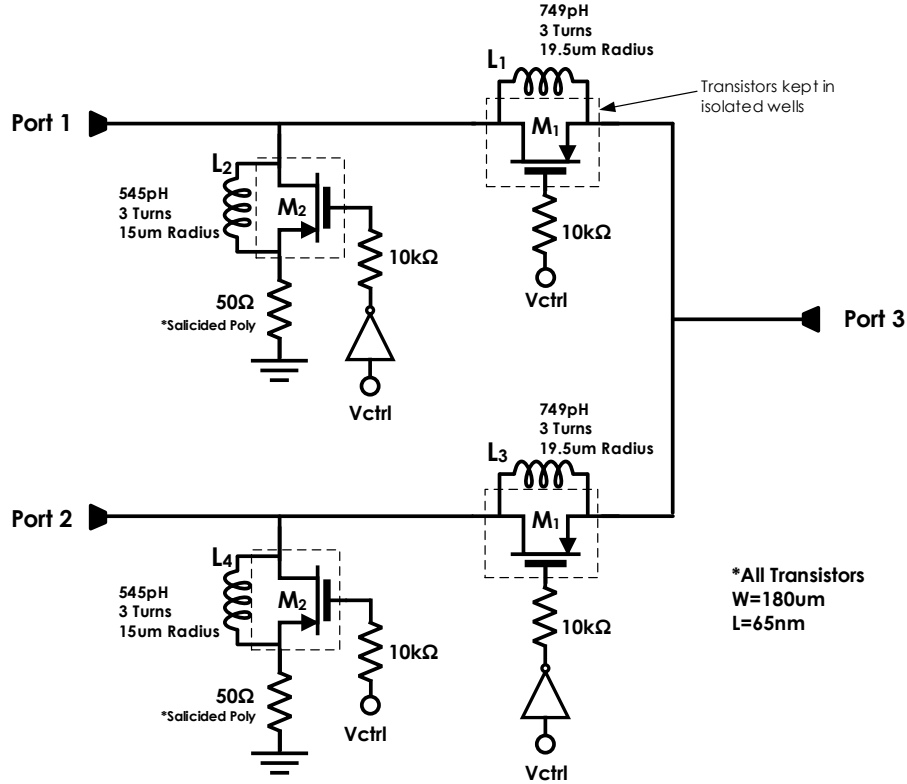 749pH
3 Turns
19.5um Radius
L1
Transistors kept in
isolated wells
Port 1
M1
L2
545pH
3 Turns
15um Radius
M2
10kΩ
10kΩ
Vctrl
50Ω
*Salicided Poly
Vctrl
Port 3
749pH
3 Turns
19.5um Radius
L3
Port 2
M1
L4
545pH
3 Turns
15um Radius
M2
10kΩ
10kΩ
*All Transistors
W=180um
L=65nm
50Ω
*Salicided Poly
Vctrl
Vctrl